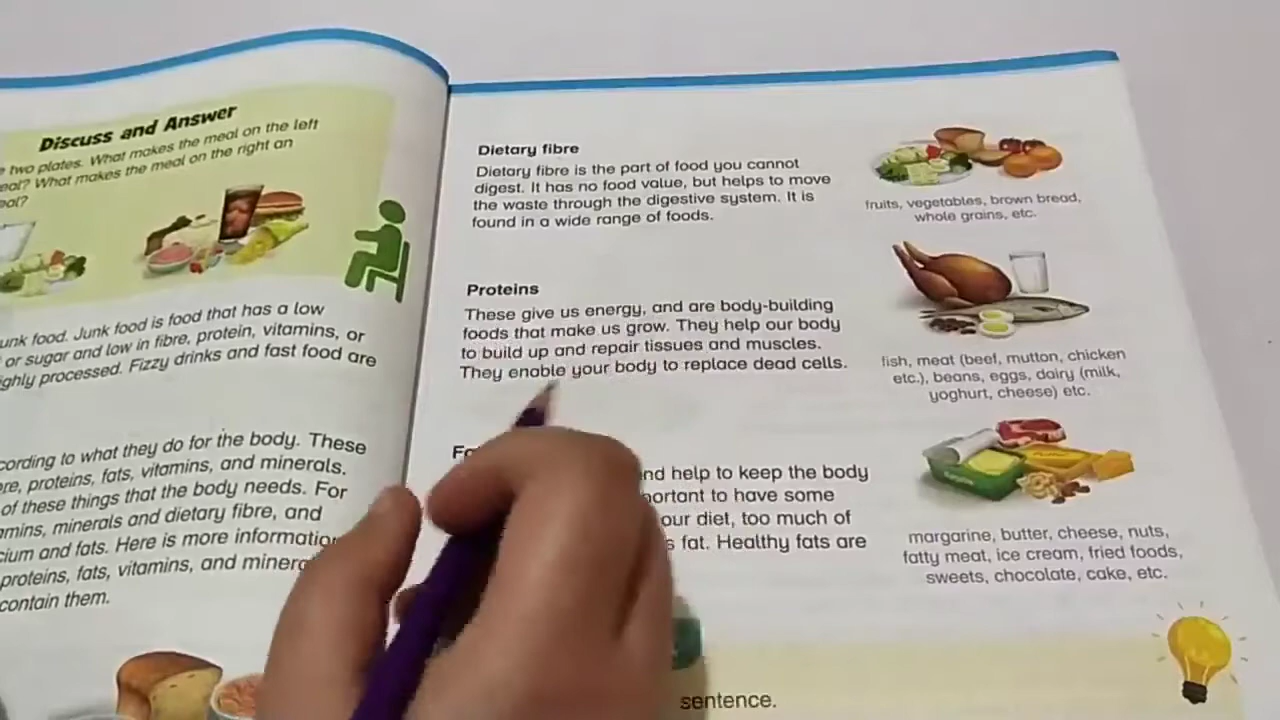 Discuss and Answer
two plates. What makes the meal on the left
What makes the meal on the right an
unk food. Junk food is food that has a low
or sugar and low in fibre, protein, vitamins, or
ighly processed. Fizzy drinks and fast food are
cording to what they do for the body. These
re, proteins, fats, vitamins, and minerals.
of these things that the body needs. For
amins, minerals and dietary fibre, and
cium and fats. Here is more information
proteins, fats, vitamins, and minera
contain them.
Dietary fibre
Dietary fibre is the part of food you cannot
digest. It has no food value, but helps to move
the waste through the digestive system. It is
found in a wide range of foods.
fruits, vegetables, brown bread,
whole grains, etc.
Proteins
These give us energy, and are body-building
foods that make us grow. They help our body
to build up and repair tissues and muscles.
They enable your body to replace dead cells.
fish, meat (beef, mutton, chicken
etc.), beans, eggs, dairy (milk,
yoghurt, cheese) etc.
nd help to keep the body
portant to have some
our diet, too much of
s fat. Healthy fats are
margarine, butter, cheese, nuts,
fatty meat, ice cream, fried foods,
sweets, chocolate, cake, etc.
sentence.